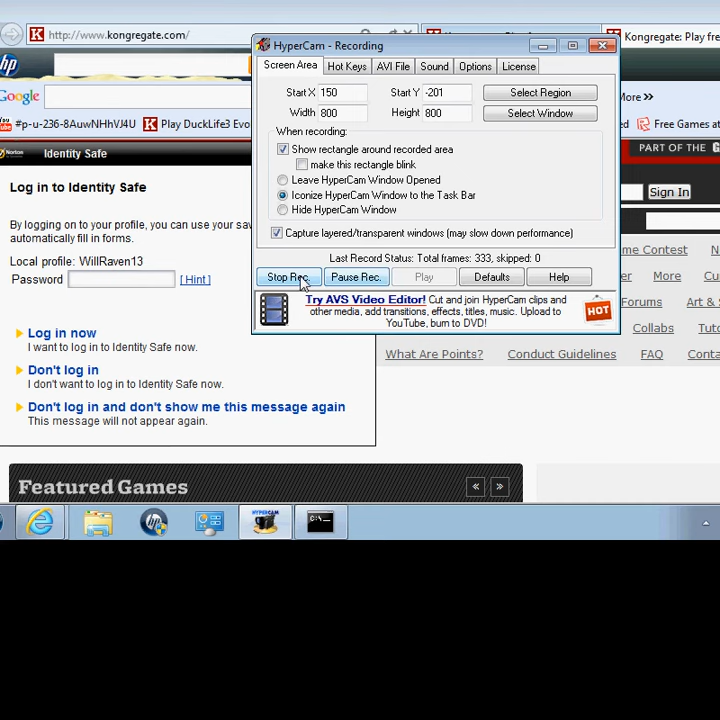 K http://www.kongregate.com/
HyperCam - Recording
Kongregate: Play fre
hp
Screen Area Hot Keys AVI File Sound Options License
Google
Start X 150 Start Y -201 Select Region
Width 800 Height 800 Select Window
More »
#p-u-236-8AuwNHhVJ4U K Play DuckLife3 Evo
Free Games at
When recording:
Show rectangle around recorded area
make this rectangle blink
Leave HyperCam Window Opened
Iconize HyperCam Window to the Task Bar
Hide HyperCam Window
Capture layered/transparent windows (may slow down performance)
Last Record Status: Total frames: 333, skipped: 0
Stop Rec. Pause Rec. Play Defaults Help
Try AVS Video Editor! Cut and join HyperCam clips and
other media, add transitions, effects, titles, music. Upload to
YouTube, burn to DVD!
HOT
PART OF THE G
Sign In
me Contest N
Forums Art &
Collabs Tuto
What Are Points? Conduct Guidelines FAQ Conta
Norton Identity Safe
Log in to Identity Safe
By logging on to your profile, you can use your sav
automatically fill in forms.
Local profile: WillRaven13
Password [Hint]
Log in now
I want to log in to Identity Safe now.
Don't log in
I don't want to log in to Identity Safe now.
Don't log in and don't show me this message again
This message will not appear again.
Featured Games « »
HYPERCAM
C:\